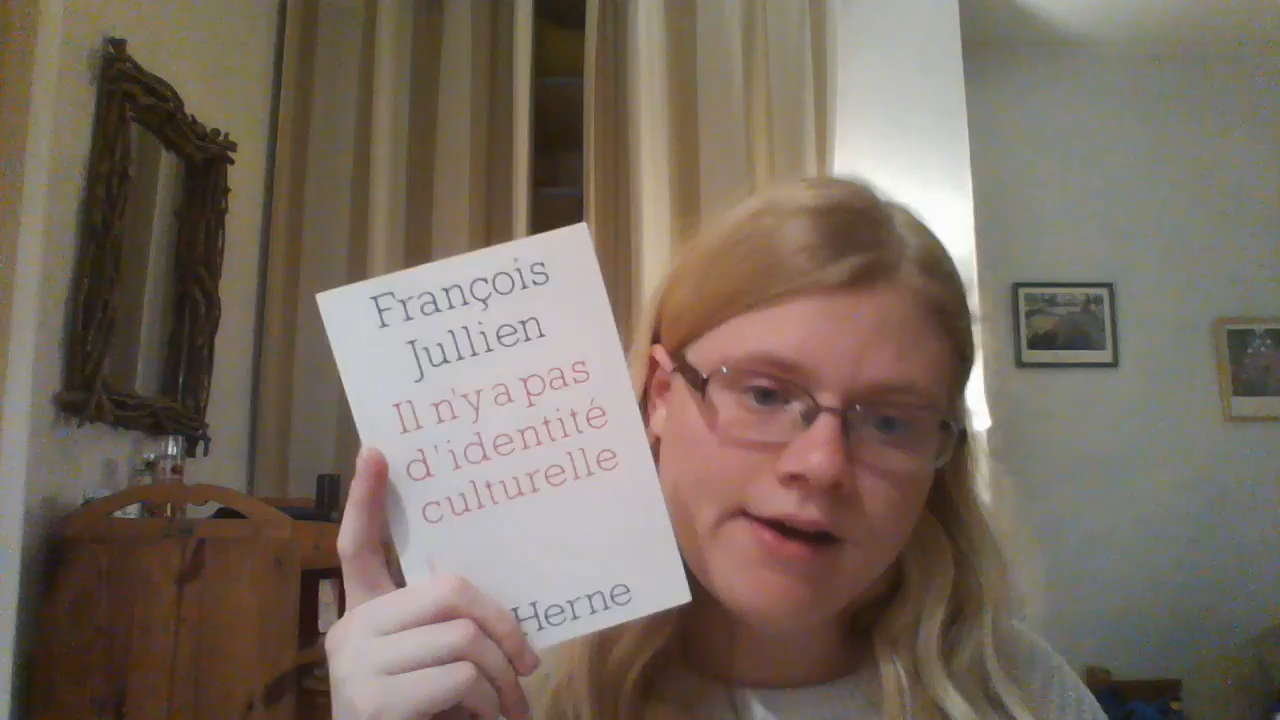 François
Jullien
Il n'y a pas
d'identité
culturelle
Herne